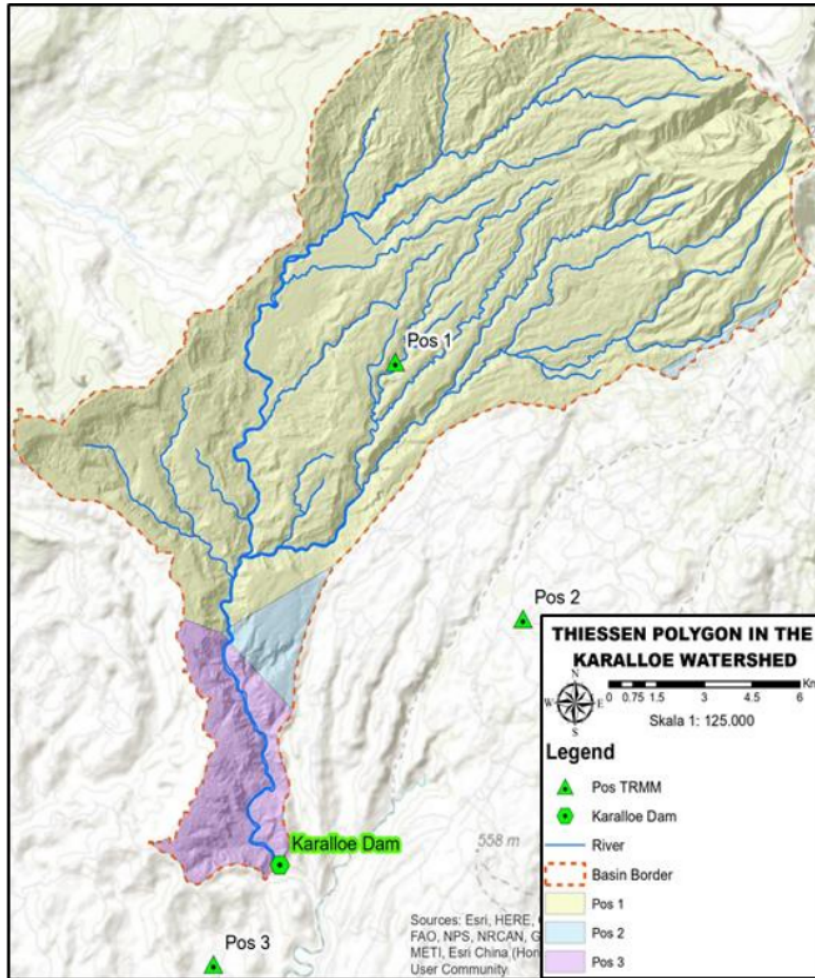 Pos 1
Pos 2
THIESSEN POLYGON IN THE
KARALLOE WATERSHED
N
W E
S
0 0.75 1.5 3 4.5 6
Km
Skala 1: 125.000
Legend
Pos TRMM
Karalloe Dam
River
Basin Border
Pos 1
Pos 2
Pos 3
Karalloe Dam
558 m
Pos 3
Sources: Esri, HERE,
FAO, NPS, NRCAN, G
METI, Esri China (Hon
User Community